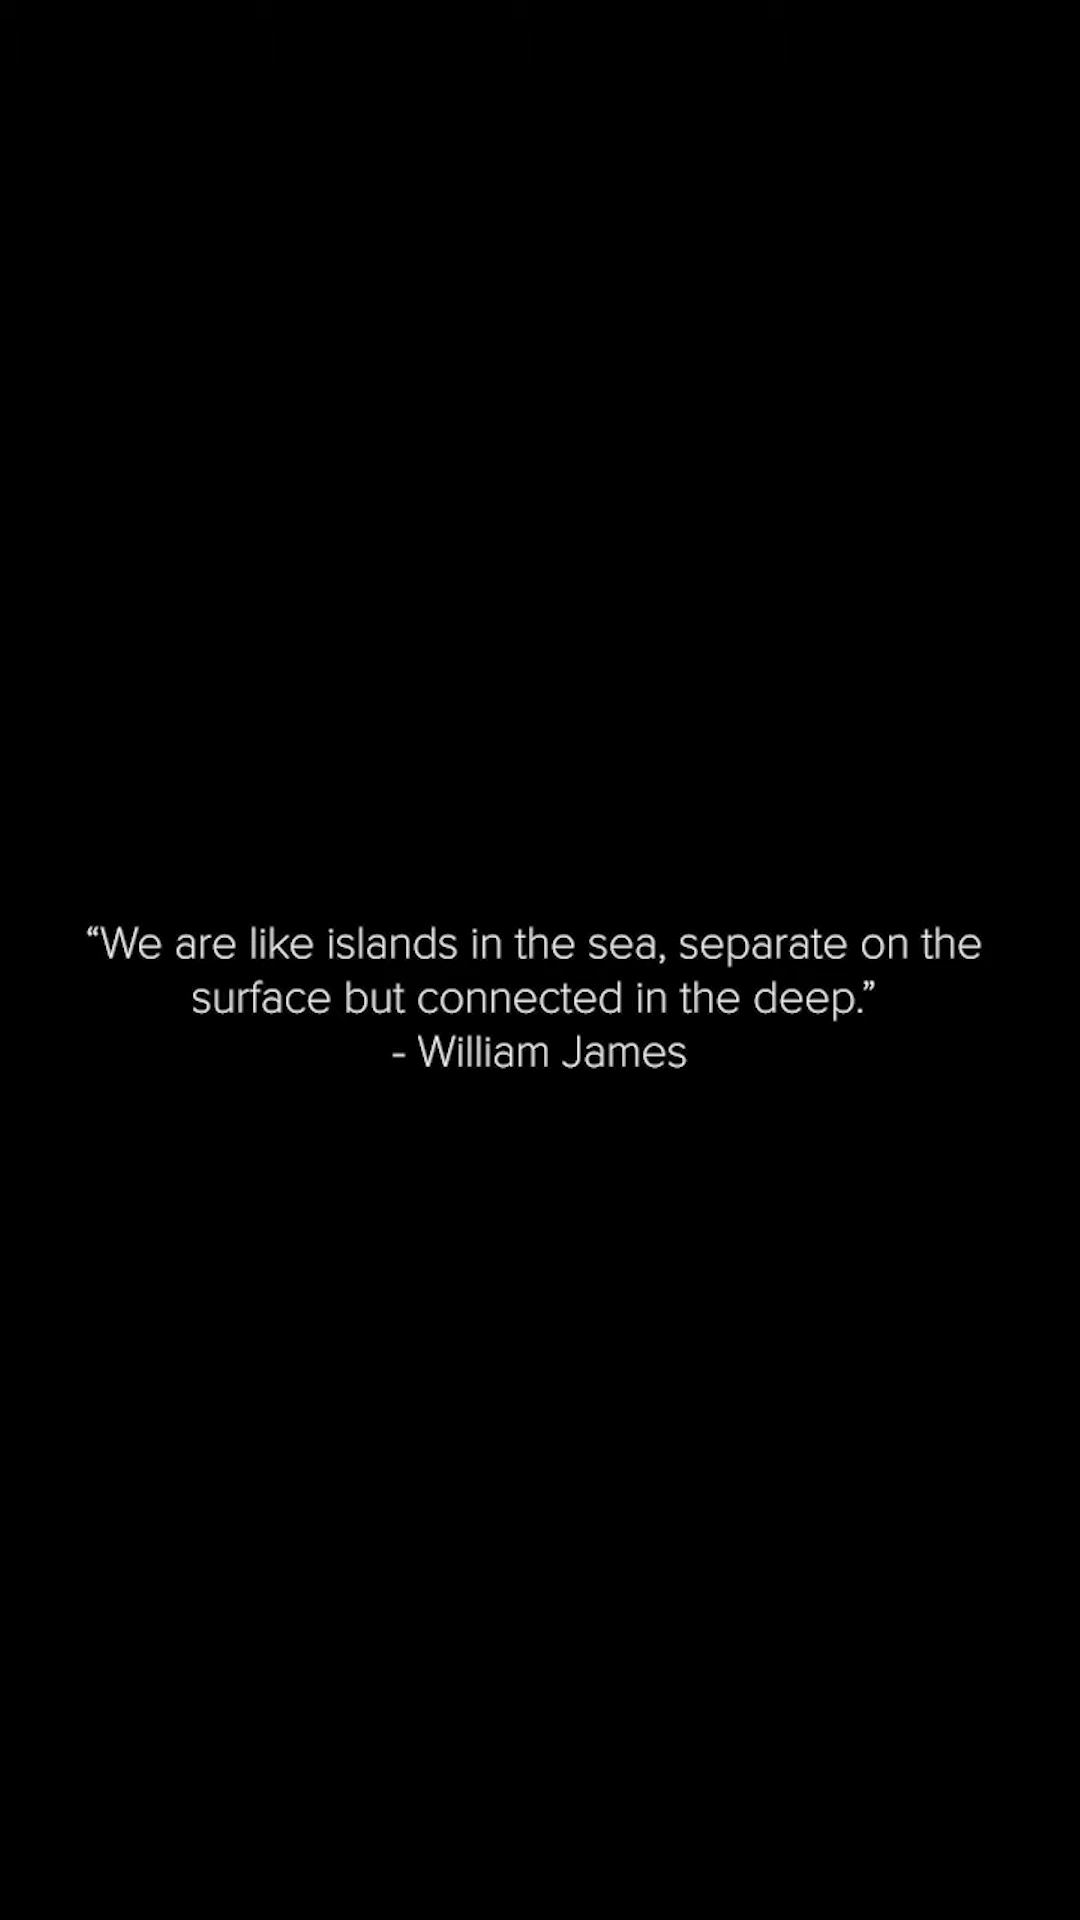 “We are like islands in the sea, separate on the
surface but connected in the deep.”
- William James